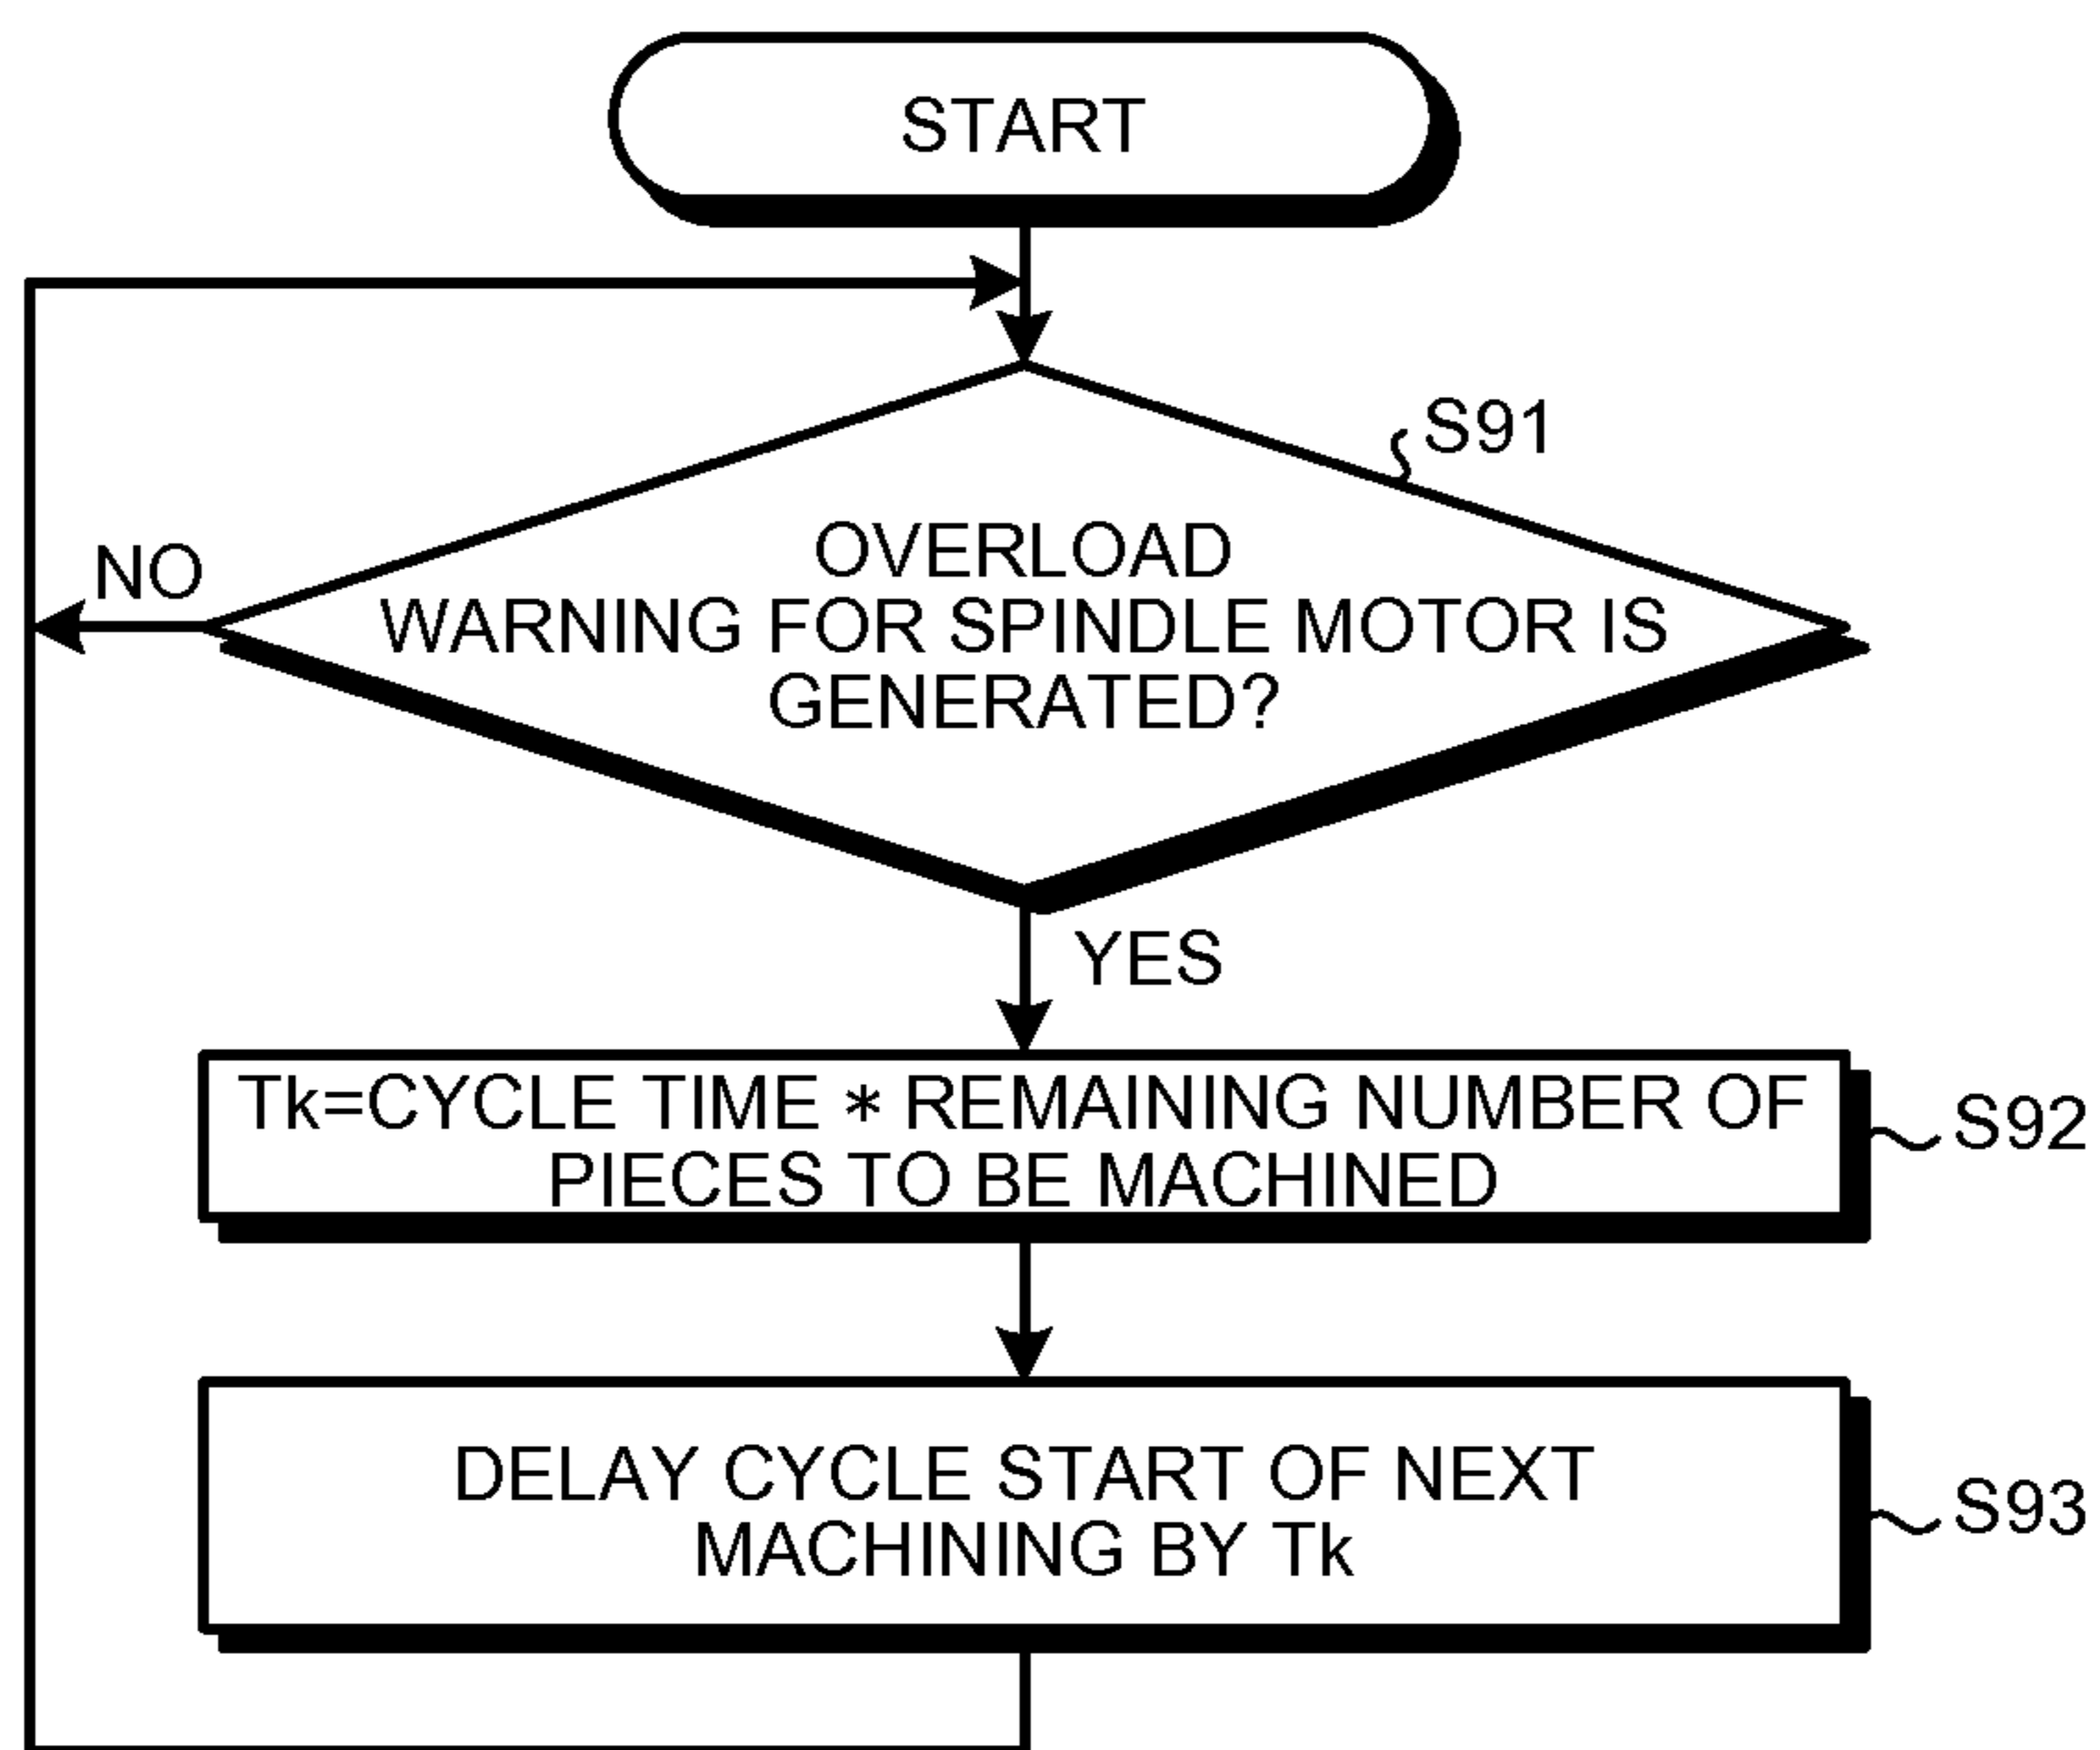 START
S91
OVERLOAD
WARNING FOR SPINDLE MOTOR IS
GENERATED?
NO
YES
Tk=CYCLE TIME * REMAINING NUMBER OF
PIECES TO BE MACHINED
S92
DELAY CYCLE START OF NEXT
MACHINING BY Tk
S93